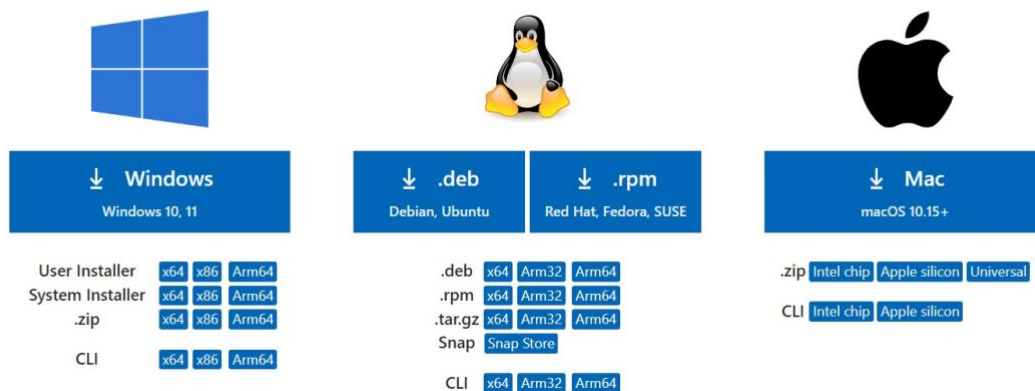 Windows
Windows 10, 11
User Installer x64 x86 Arm64
System Installer x64 x86 Arm64
.zip x64 x86 Arm64
CLI x64 x86 Arm64
.deb
Debian, Ubuntu
.rpm
Red Hat, Fedora, SUSE
.deb x64 Arm32 Arm64
.rpm x64 Arm32 Arm64
.tar.gz x64 Arm32 Arm64
Snap Snap Store
CLI x64 Arm32 Arm64
Mac
macOS 10.15+
.zip Intel chip Apple silicon Universal
CLI Intel chip Apple silicon